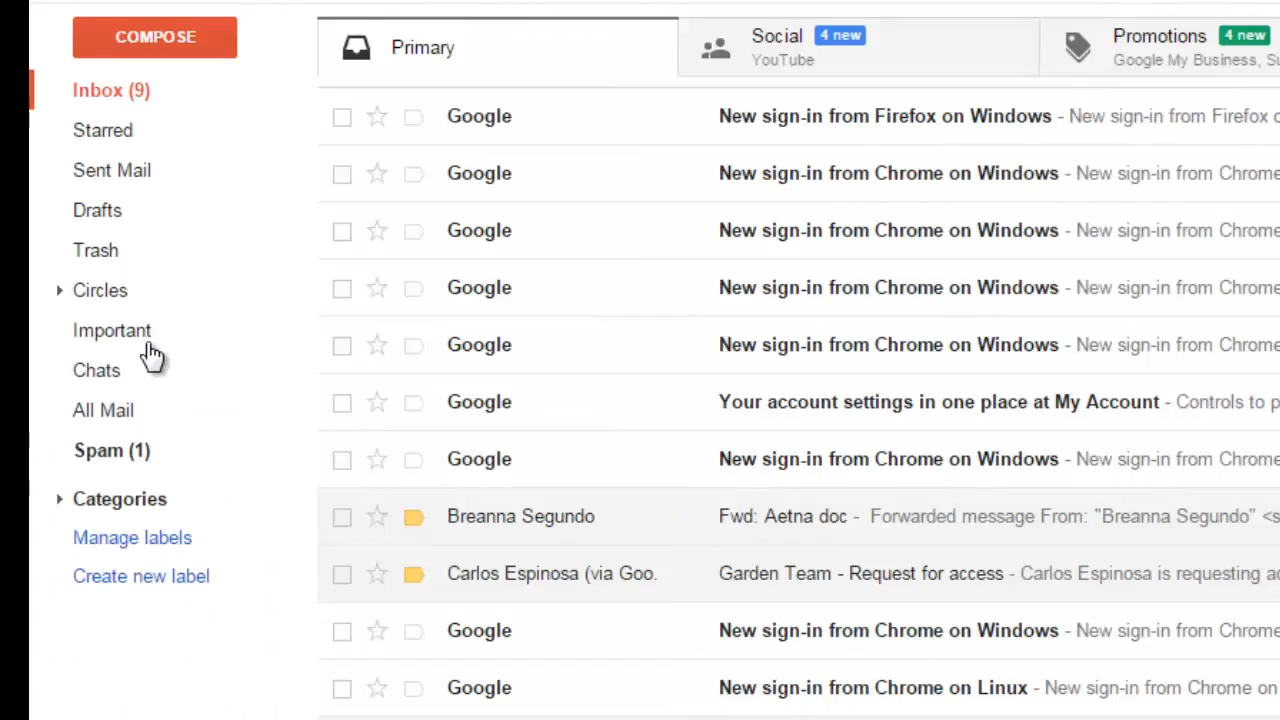 COMPOSE
Inbox (9)
Starred
Sent Mail
Drafts
Trash
Circles
Important
Chats
All Mail
Spam (1)
Categories
Manage labels
Create new label
Primary
Social 4 new
YouTube
Promotions 4 new
Google My Business, Su
Google New sign-in from Firefox on Windows - New sign-in from Firefox o
Google New sign-in from Chrome on Windows - New sign-in from Chrome
Google New sign-in from Chrome on Windows - New sign-in from Chrome
Google New sign-in from Chrome on Windows - New sign-in from Chrome
Google New sign-in from Chrome on Windows - New sign-in from Chrome
Google Your account settings in one place at My Account - Controls to p
Google New sign-in from Chrome on Windows - New sign-in from Chrome
Breanna Segundo Fwd: Aetna doc - Forwarded message From: "Breanna Segundo" <s
Carlos Espinosa (via Goo. Garden Team - Request for access - Carlos Espinosa is requesting ac
Google New sign-in from Chrome on Windows - New sign-in from Chrome
Google New sign-in from Chrome on Linux - New sign-in from Chrome on